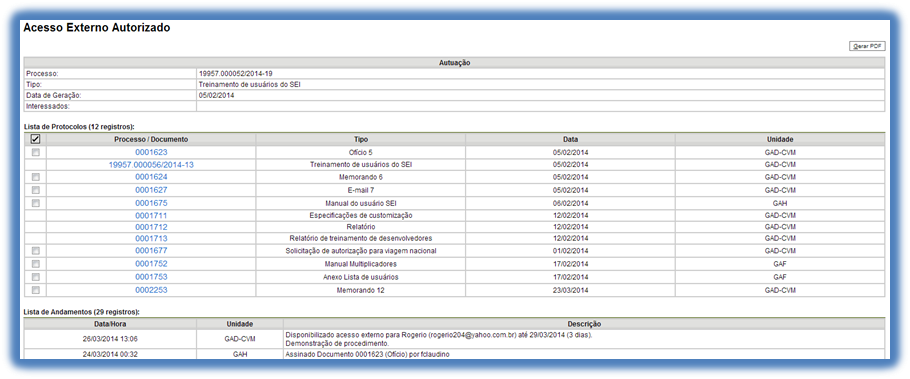 Acesso Externo Autorizado
Gerar PDF
Autuação
Processo: 19957.000052/2014-19
Tipo: Treinamento de usuários do SEI
Data de Geração: 05/02/2014
Interessados:
Lista de Protocolos (12 registros):
Processo / Documento Tipo Data Unidade
0001623 Ofício 5 05/02/2014 GAD-CVM
19957.000056/2014-13 Treinamento de usuários do SEI 05/02/2014 GAD-CVM
0001624 Memorando 6 05/02/2014 GAD-CVM
0001627 E-mail 7 05/02/2014 GAD-CVM
0001675 Manual do usuário SEI 06/02/2014 GAH
0001711 Especificações de customização 12/02/2014 GAD-CVM
0001712 Relatório 12/02/2014 GAD-CVM
0001713 Relatório de treinamento de desenvolvedores 12/02/2014 GAD-CVM
0001677 Solicitação de autorização para viagem nacional 01/02/2014 GAD-CVM
0001752 Manual Multiplicadores 17/02/2014 GAF
0001753 Anexo Lista de usuários 17/02/2014 GAF
0002253 Memorando 12 23/03/2014 GAD-CVM
Lista de Andamentos (29 registros):
Data/Hora Unidade Descrição
26/03/2014 13:06 GAD-CVM Disponibilizado acesso externo para Rogerio (rogerio204@yahoo.com.br) até 29/03/2014 (3 dias).
Demonstração de procedimento.
24/03/2014 00:32 GAH Assinado Documento 0001623 (Ofício) por fclaudino